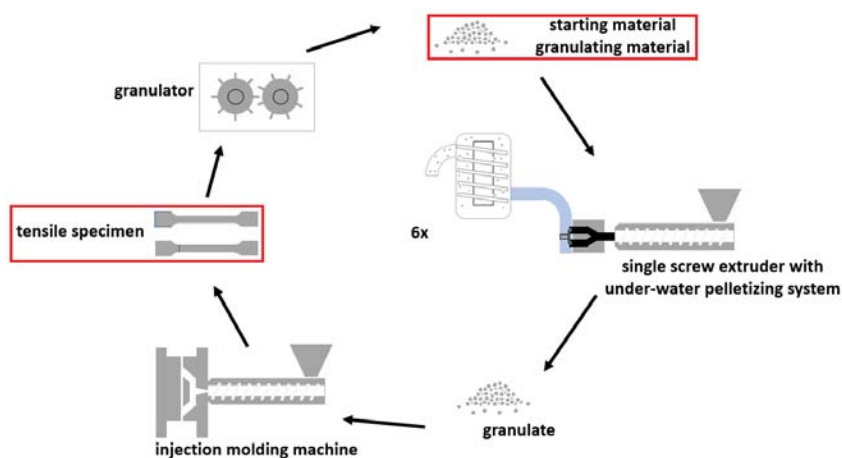 starting material
granulating material
granulator
tensile specimen
6x
single screw extruder with
under-water pelletizing system
granulate
injection molding machine